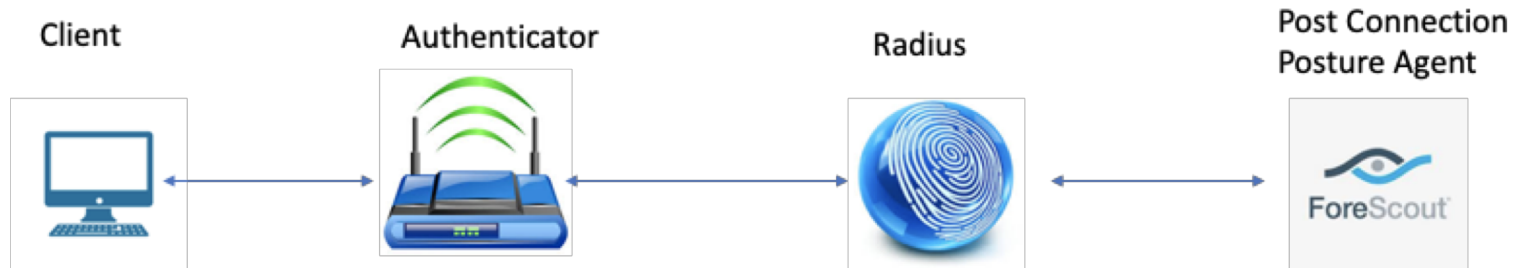 Client
Authenticator
Radius
Post Connection
Posture Agent
ForeScout